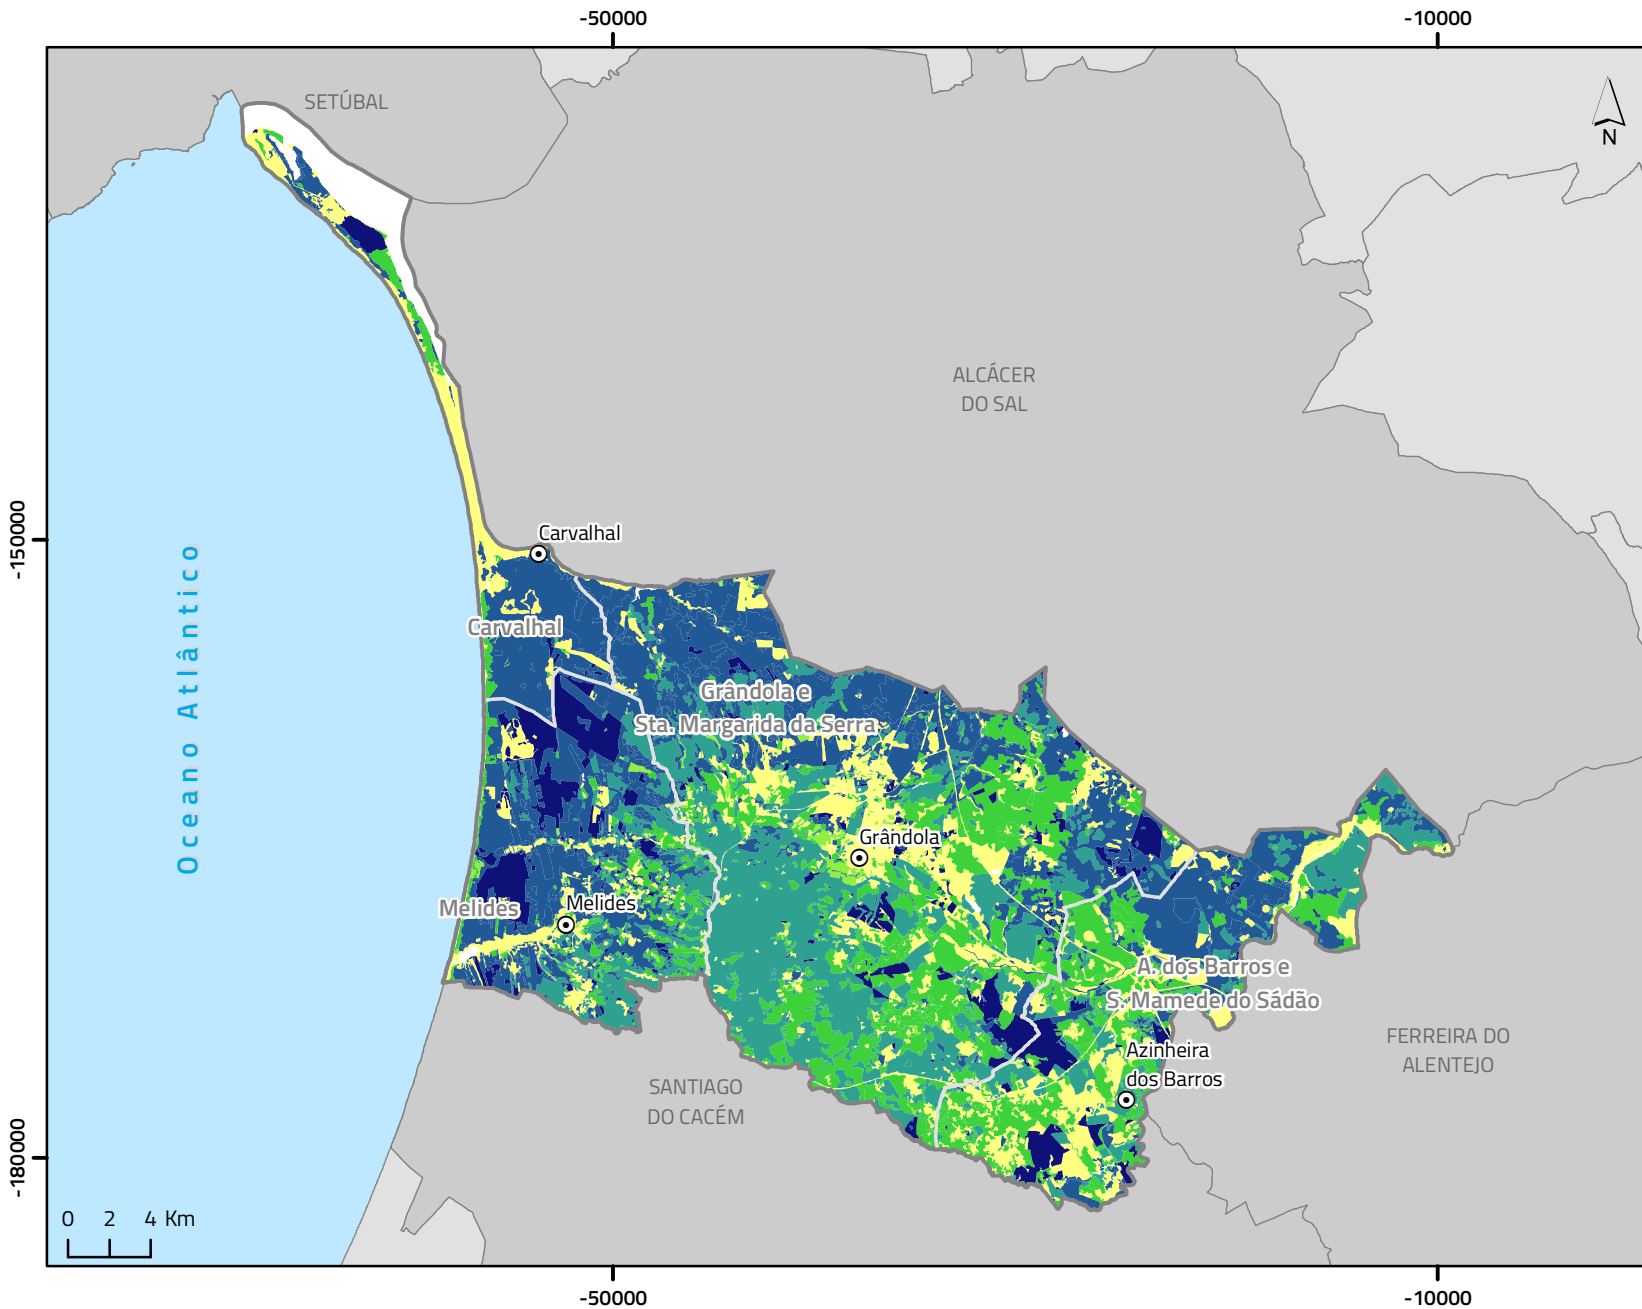 -50000
-10000
SETÚBAL
N
ALCÁCER
DO SAL
-150000
Carvalhal
Oceano Atlântico
Carvalhal
Grândola e
Sta. Margarida da Serra
Grândola
Melides
Melides
A. dos Barros e
S. Mamede do Sádão
Azinheira
dos Barros
FERREIRA DO
ALENTEJO
SANTIAGO
DO CACÉM
-180000
0 2 4 Km
-50000
-10000